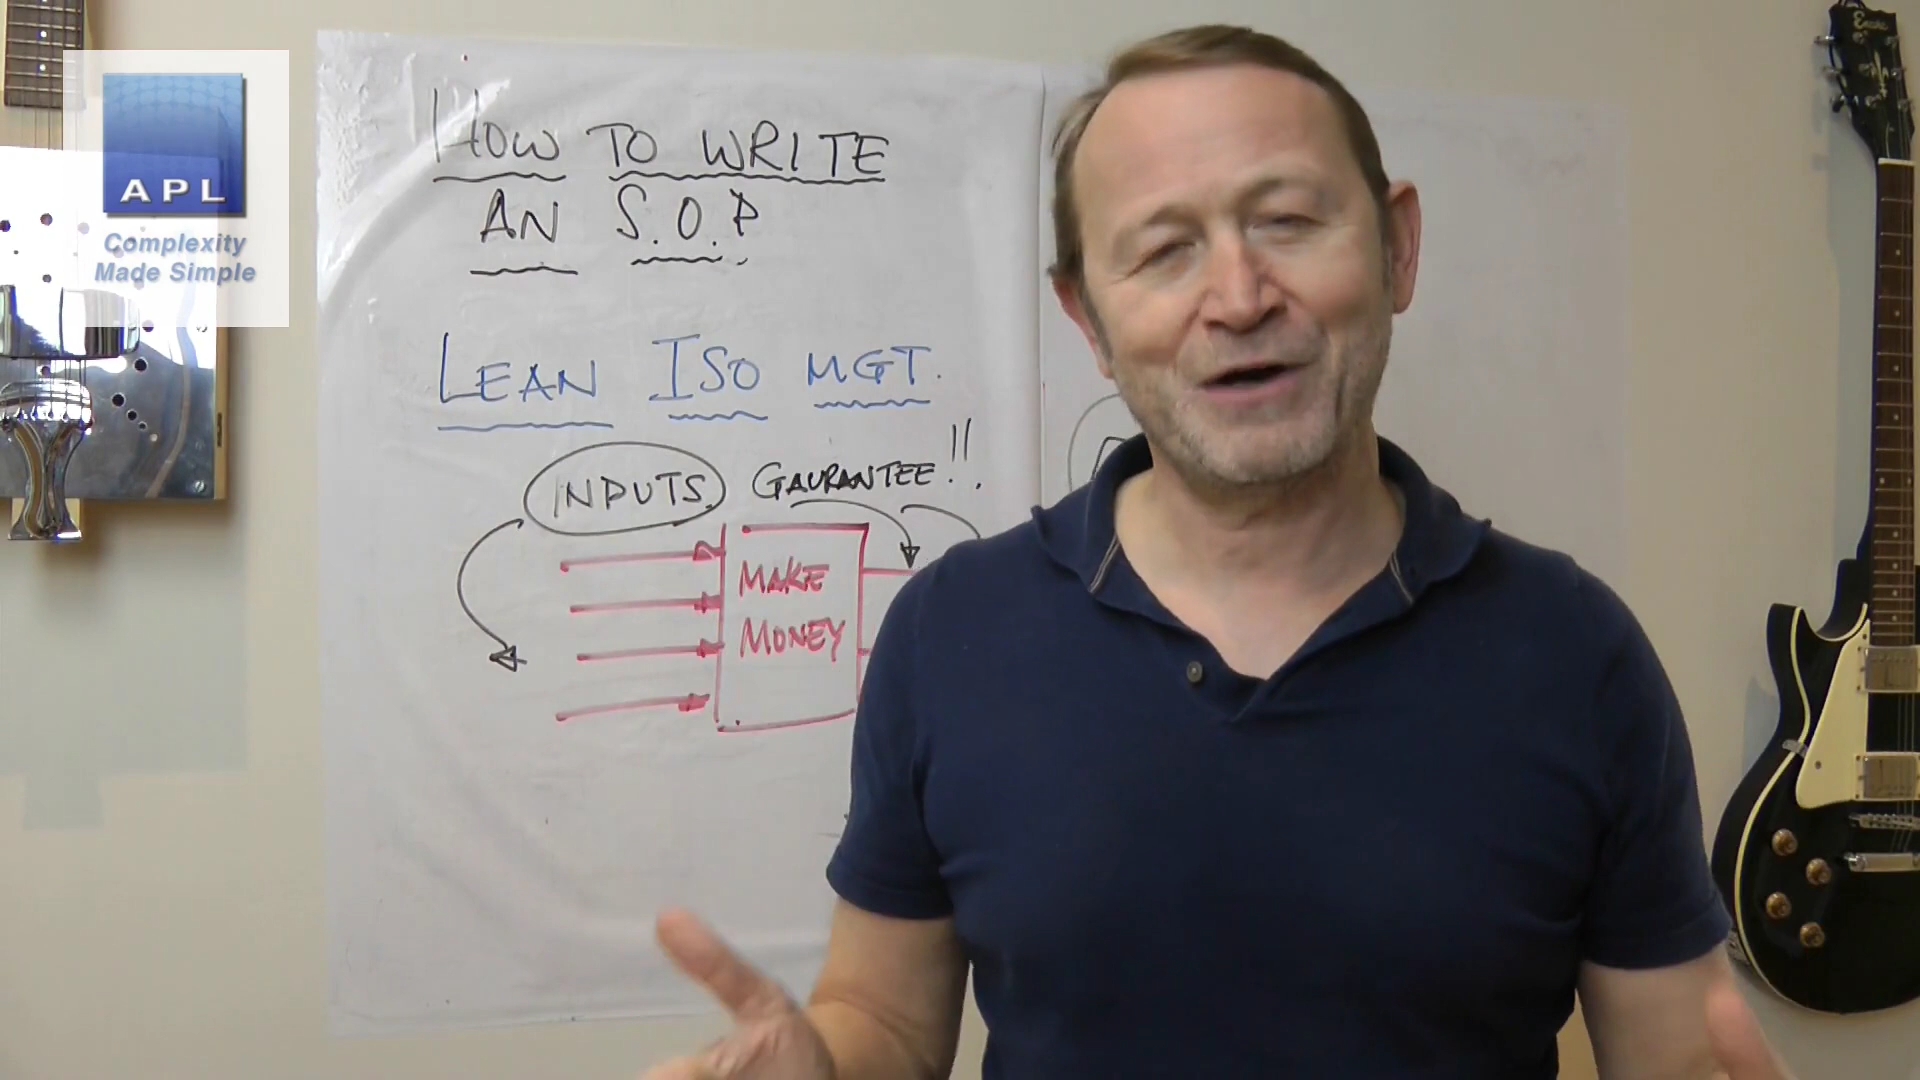 APL
Complexity
Made Simple
HOW TO WRITE
AN S.O.P
LEAN ISO MGT.
INPUTS GAURANTEE!!
MAKE
MONEY